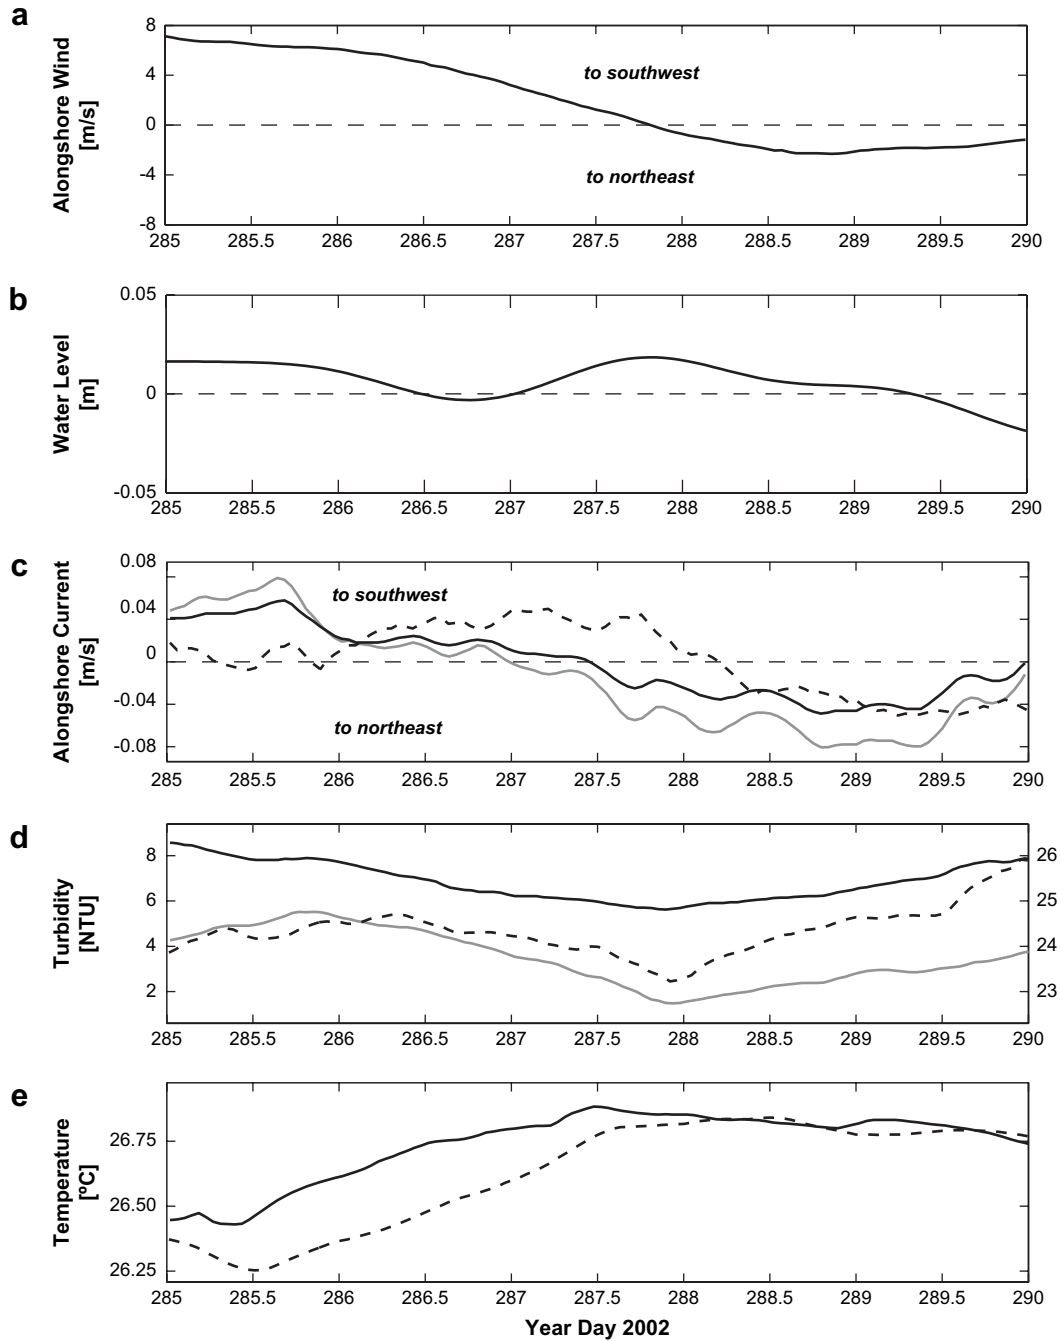 a
Alongshore Wind
[m/s]
8
4
0
-4
-8
to southwest
to northeast
285 285.5 286 286.5 287 287.5 288 288.5 289 289.5 290
b
Water Level
[m]
0.05
0
-0.05
285 285.5 286 286.5 287 287.5 288 288.5 289 289.5 290
c
Alongshore Current
[m/s]
0.08
0.04
0
-0.04
-0.08
to southwest
to northeast
285 285.5 286 286.5 287 287.5 288 288.5 289 289.5 290
d
Turbidity
[NTU]
8 26
6 25
4 24
2 23
285 285.5 286 286.5 287 287.5 288 288.5 289 289.5 290
e
Temperature
[ºC]
26.75
26.50
26.25
285 285.5 286 286.5 287 287.5 288 288.5 289 289.5 290
Year Day 2002